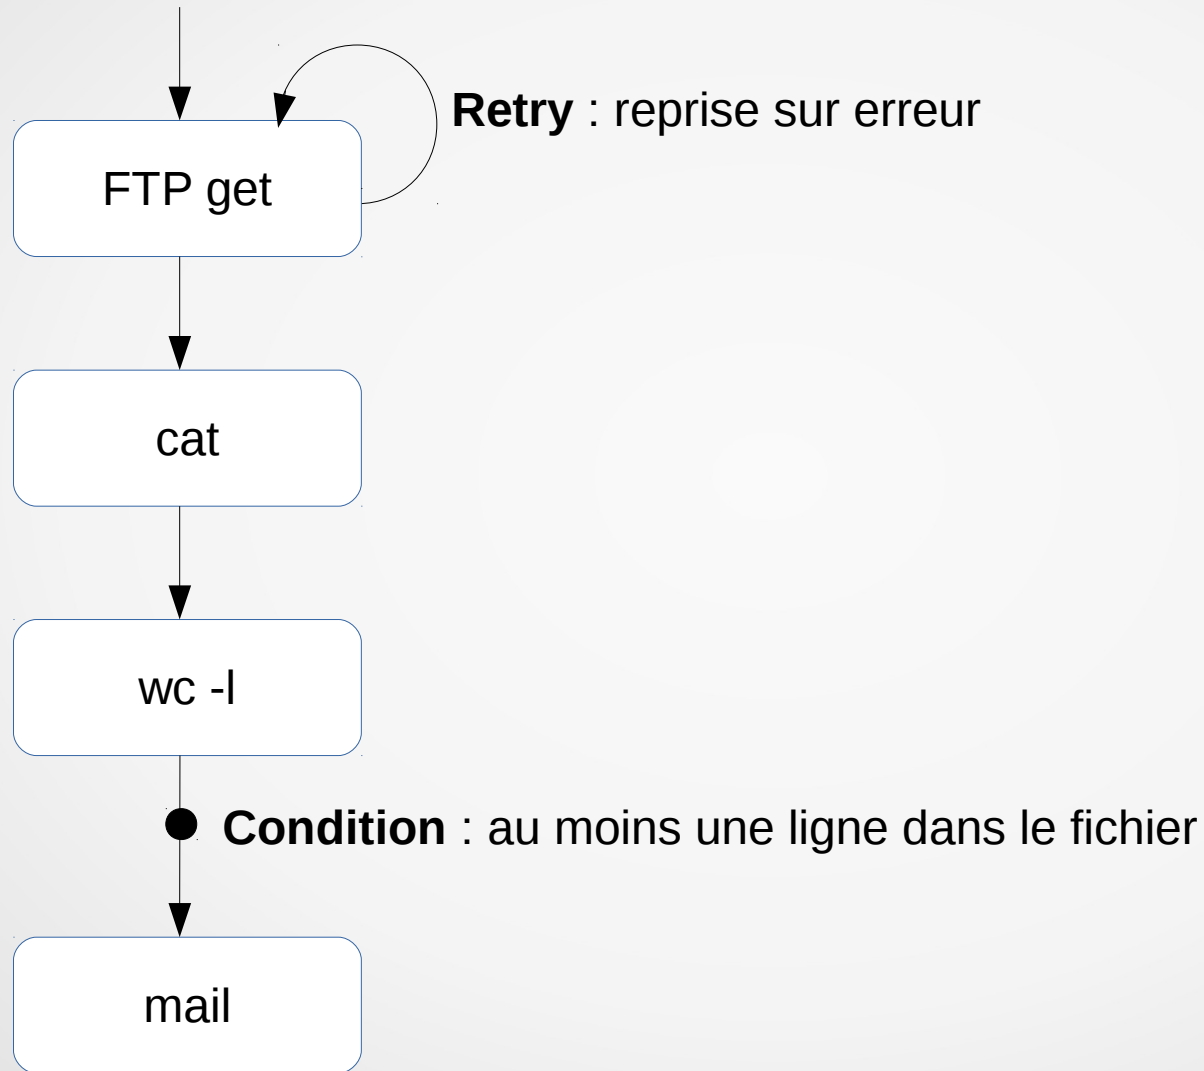 Retry : reprise sur erreur
FTP get
cat
wc -l
Condition : au moins une ligne dans le fichier
mail